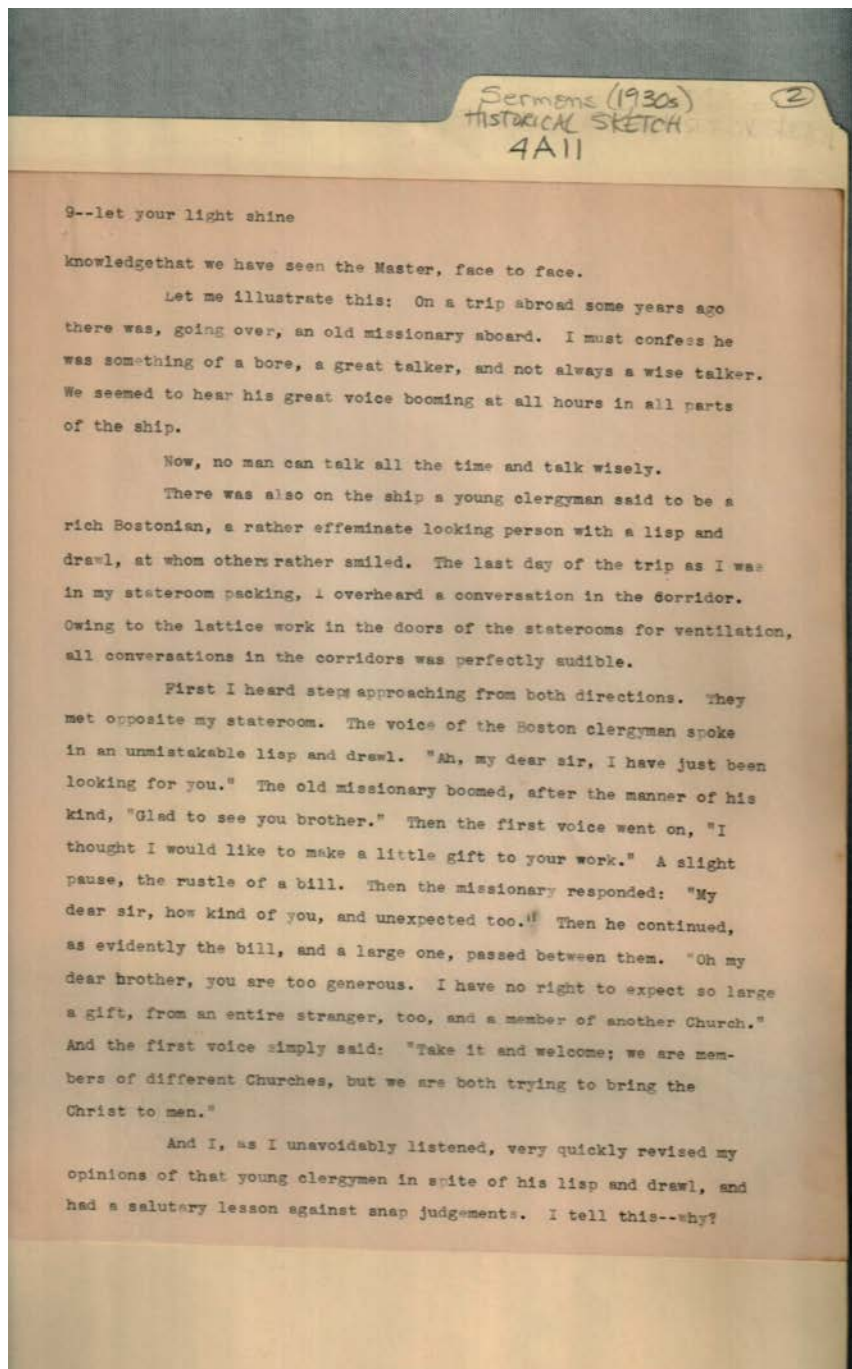 Sermons (1930s)
2
HISTORICAL SKETCH
4A11
9--let your light shine
knowledgethat we have seen the Master, face to face.
Let me illustrate this: On a trip abroad some years ago
there was, going over, an old missionary aboard. I must confess he
was something of a bore, a great talker, and not always a wise talker.
We seemed to hear his great voice booming at all hours in all parts
of the ship.
Now, no man can talk all the time and talk wisely.
There was also on the ship a young clergyman said to be a
rich Bostonian, a rather effeminate looking person with a lisp and
drawl, at whom others rather smiled. The last day of the trip as I was
in my stateroom packing, I overheard a conversation in the corridor.
Owing to the lattice work in the doors of the staterooms for ventilation,
all conversations in the corridors was perfectly audible.
First I heard steps approaching from both directions. They
met opposite my stateroom. The voice of the Boston clergyman spoke
in an unmistakable lisp and drawl. "Ah, my dear sir, I have just been
looking for you." The old missionary boomed, after the manner of his
kind, "Glad to see you brother." Then the first voice went on, "I
thought I would like to make a little gift to your work." A slight
pause, the rustle of a bill. Then the missionary responded: "My
dear sir, how kind of you, and unexpected too." Then he continued,
as evidently the bill, and a large one, passed between them. "Oh my
dear brother, you are too generous. I have no right to expect so large
a gift, from an entire stranger, too, and a member of another Church."
And the first voice simply said: "Take it and welcome; we are mem-
bers of different Churches, but we are both trying to bring the
Christ to men."
And I, as I unavoidably listened, very quickly revised my
opinions of that young clergymen in spite of his lisp and drawl, and
had a salutary lesson against snap judgements. I tell this--why?